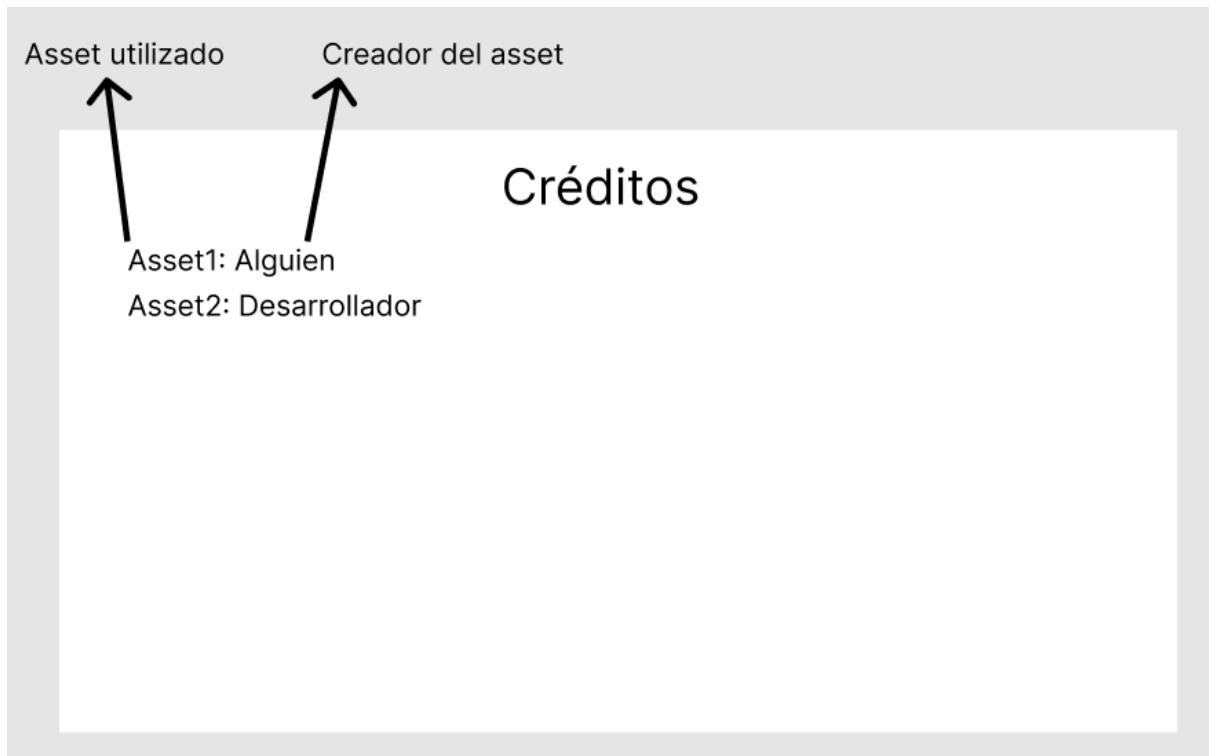 Asset utilizado Creador del asset
Créditos
Asset1: Alguien
Asset2: Desarrollador